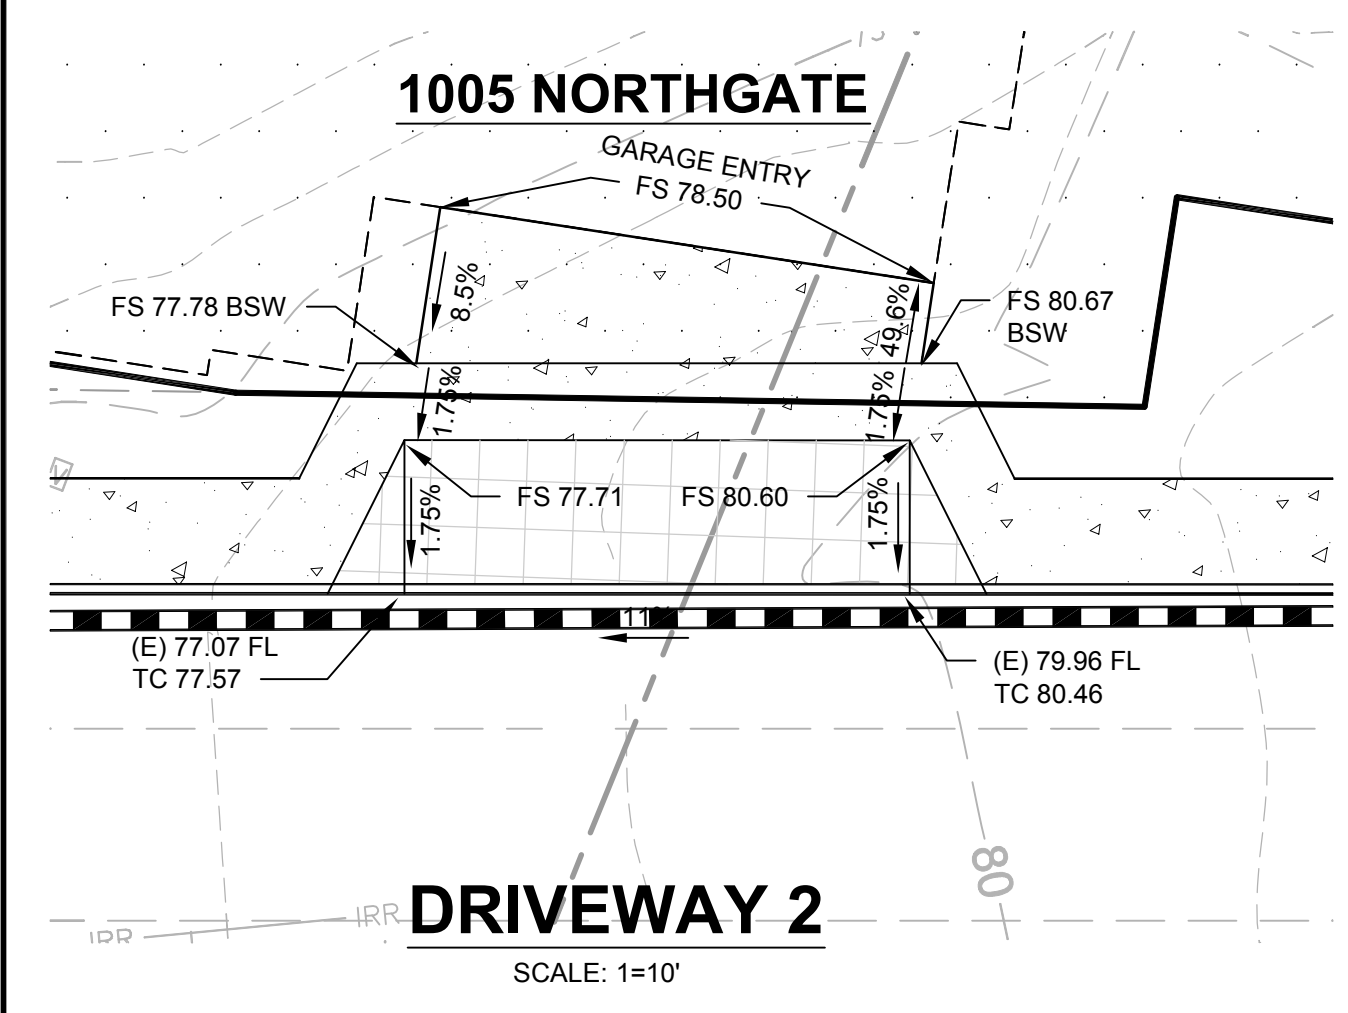 1005 NORTHGATE
GARAGE ENTRY
FS 78.50
FS 77.78 BSW
8.5%
49.6%
FS 80.67
BSW
1.75%
1.75%
FS 77.71
FS 80.60
1.75%
1.75%
11%
(E) 77.07 FL
TC 77.57
(E) 79.96 FL
TC 80.46
80
IRR
IRR
DRIVEWAY 2
SCALE: 1=10'